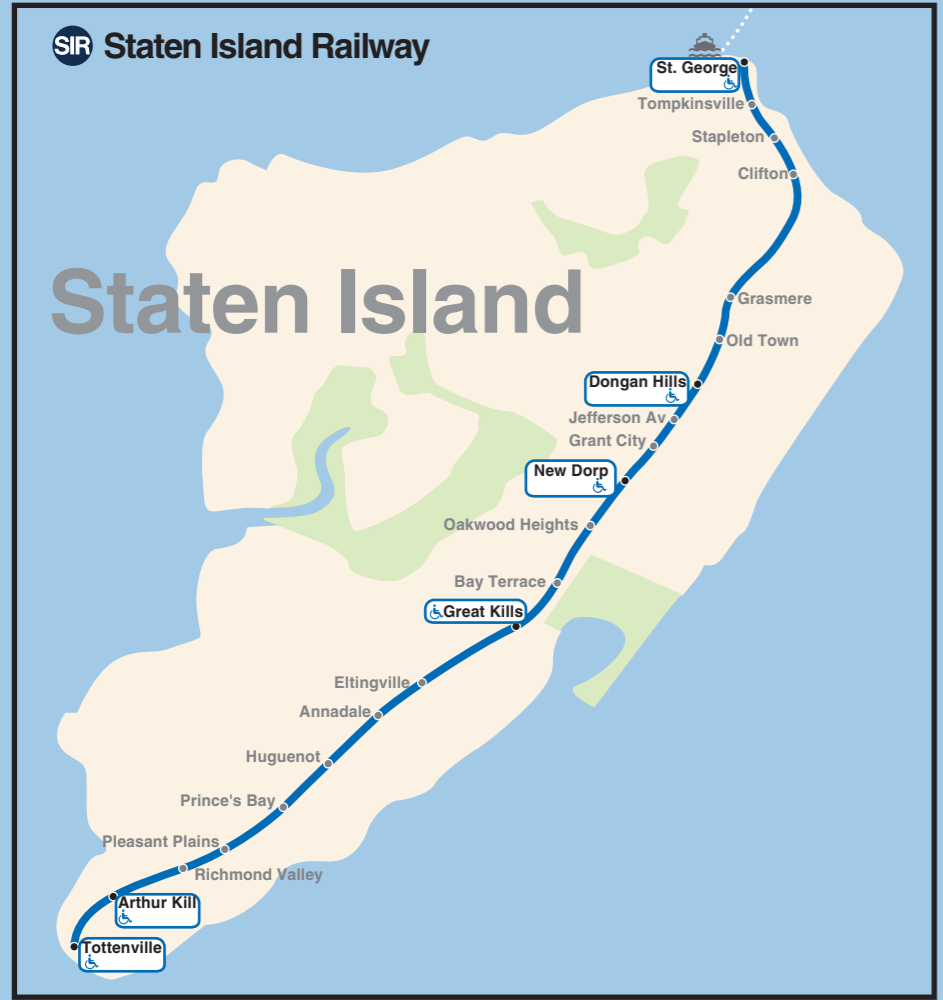 SIR Staten Island Railway
St. George
Tompkinsville
Stapleton
Clifton
Staten Island
Grasmere
Old Town
Dongan Hills
Jefferson Av
Grant City
New Dorp
Oakwood Heights
Bay Terrace
Great Kills
Eltingville
Annadale
Huguenot
Prince's Bay
Pleasant Plains
Richmond Valley
Arthur Kill
Tottenville